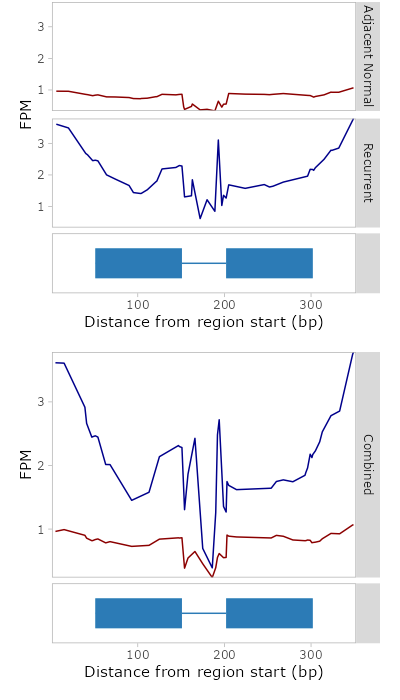 3
2
1
Adjacent Normal
FPM
3
2
1
Recurrent
100 200 300
Distance from region start (bp)
3
2
1
FPM
Combined
100 200 300
Distance from region start (bp)